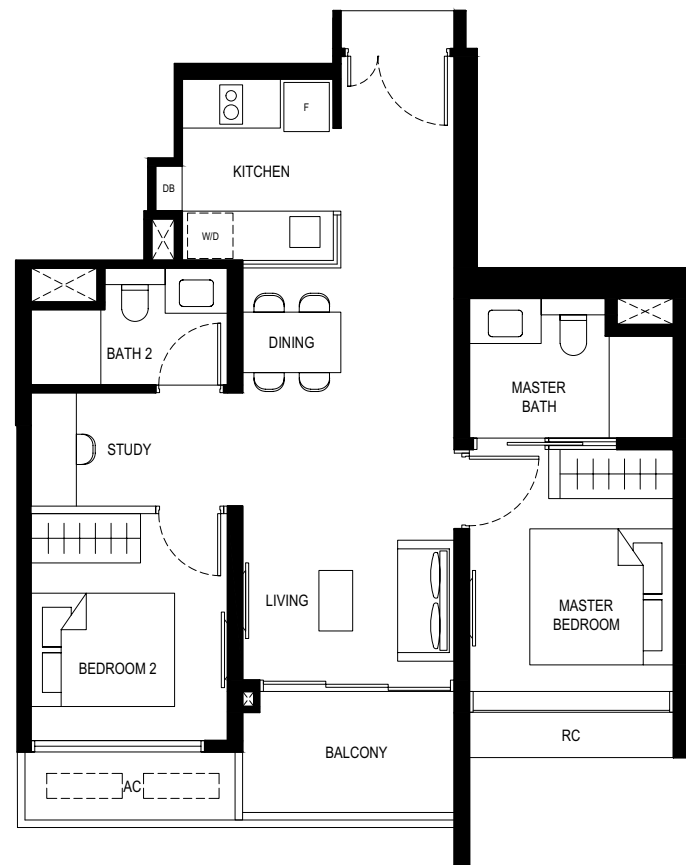 F
KITCHEN
DB
W/D
DINING
BATH 2
MASTER
BATH
STUDY
LIVING
MASTER
BEDROOM
BEDROOM 2
RC
BALCONY
AC